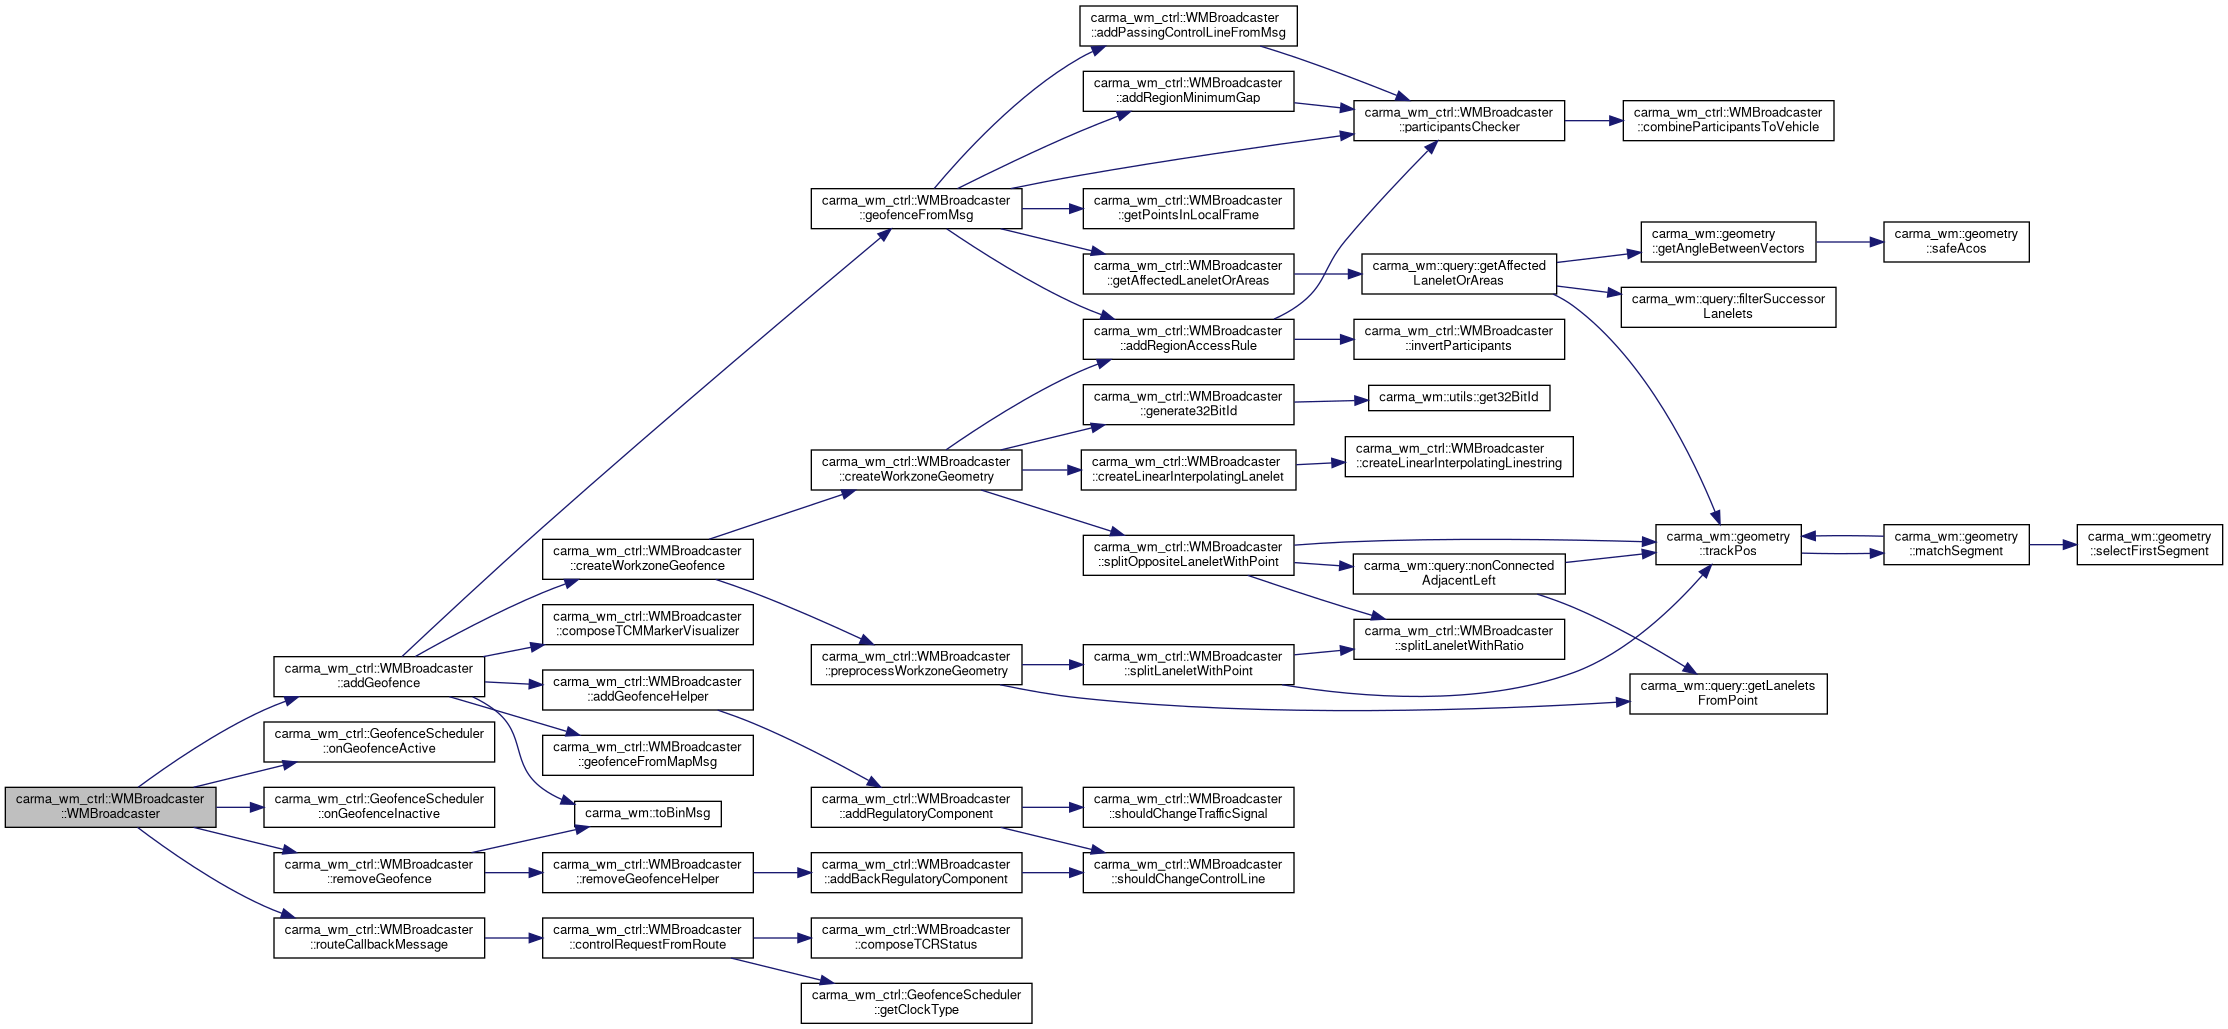 carma_wm_ctrl::WMBroadcaster
::WMBroadcaster
carma_wm_ctrl::WMBroadcaster
::addGeofence
carma_wm_ctrl::GeofenceScheduler
::onGeofenceActive
carma_wm_ctrl::GeofenceScheduler
::onGeofenceInactive
carma_wm_ctrl::WMBroadcaster
::removeGeofence
carma_wm_ctrl::WMBroadcaster
::routeCallbackMessage
carma_wm_ctrl::WMBroadcaster
::createWorkzoneGeofence
carma_wm_ctrl::WMBroadcaster
::composeTCMMarkerVisualizer
carma_wm_ctrl::WMBroadcaster
::addGeofenceHelper
carma_wm_ctrl::WMBroadcaster
::geofenceFromMapMsg
carma_wm::toBinMsg
carma_wm_ctrl::WMBroadcaster
::removeGeofenceHelper
carma_wm_ctrl::WMBroadcaster
::controlRequestFromRoute
carma_wm_ctrl::WMBroadcaster
::geofenceFromMsg
carma_wm_ctrl::WMBroadcaster
::createWorkzoneGeometry
carma_wm_ctrl::WMBroadcaster
::preprocessWorkzoneGeometry
carma_wm_ctrl::WMBroadcaster
::addRegulatoryComponent
carma_wm_ctrl::WMBroadcaster
::addBackRegulatoryComponent
carma_wm_ctrl::WMBroadcaster
::composeTCRStatus
carma_wm_ctrl::GeofenceScheduler
::getClockType
carma_wm_ctrl::WMBroadcaster
::addPassingControlLineFromMsg
carma_wm_ctrl::WMBroadcaster
::addRegionMinimumGap
carma_wm_ctrl::WMBroadcaster
::getPointsInLocalFrame
carma_wm_ctrl::WMBroadcaster
::getAffectedLaneletOrAreas
carma_wm_ctrl::WMBroadcaster
::addRegionAccessRule
carma_wm_ctrl::WMBroadcaster
::generate32BitId
carma_wm_ctrl::WMBroadcaster
::createLinearInterpolatingLanelet
carma_wm_ctrl::WMBroadcaster
::splitOppositeLaneletWithPoint
carma_wm_ctrl::WMBroadcaster
::splitLaneletWithPoint
carma_wm_ctrl::WMBroadcaster
::shouldChangeTrafficSignal
carma_wm_ctrl::WMBroadcaster
::shouldChangeControlLine
carma_wm_ctrl::WMBroadcaster
::participantsChecker
carma_wm::query::getAffected
LaneletOrAreas
carma_wm_ctrl::WMBroadcaster
::invertParticipants
carma_wm::utils::get32BitId
carma_wm_ctrl::WMBroadcaster
::createLinearInterpolatingLinestring
carma_wm::query::nonConnected
AdjacentLeft
carma_wm_ctrl::WMBroadcaster
::splitLaneletWithRatio
carma_wm_ctrl::WMBroadcaster
::combineParticipantsToVehicle
carma_wm::geometry
::getAngleBetweenVectors
carma_wm::query::filterSuccessor
Lanelets
carma_wm::geometry
::trackPos
carma_wm::query::getLanelets
FromPoint
carma_wm::geometry
::safeAcos
carma_wm::geometry
::matchSegment
carma_wm::geometry
::selectFirstSegment